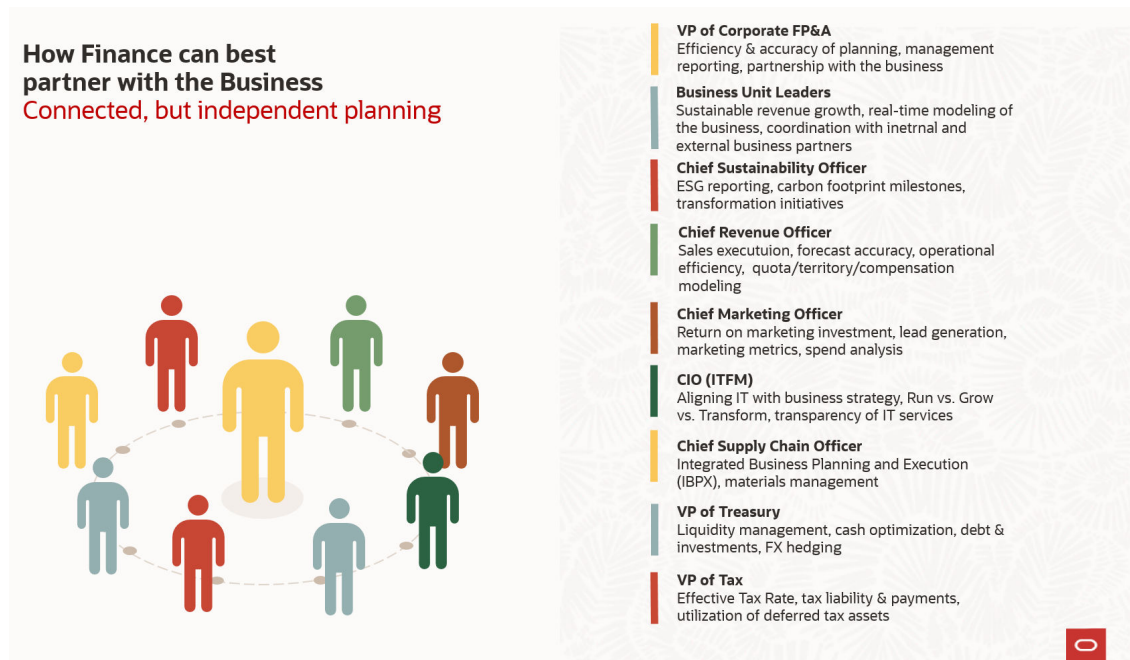 How Finance can best
partner with the Business
Connected, but independent planning
VP of Corporate FP&A
Efficiency & accuracy of planning, management
reporting, partnership with the business
Business Unit Leaders
Sustainable revenue growth, real-time modeling of
the business, coordination with inetrnal and
external business partners
Chief Sustainability Officer
ESG reporting, carbon footprint milestones,
transformation initiatives
Chief Revenue Officer
Sales executuion, forecast accuracy, operational
efficiency,  quota/territory/compensation
modeling
Chief Marketing Officer
Return on marketing investment, lead generation,
marketing metrics, spend analysis
CIO (ITFM)
Aligning IT with business strategy, Run vs. Grow
vs. Transform, transparency of IT services
Chief Supply Chain Officer
Integrated Business Planning and Execution
(IBPX), materials management
VP of Treasury
Liquidity management, cash optimization, debt &
investments, FX hedging
VP of Tax
Effective Tax Rate, tax liability & payments,
utilization of deferred tax assets